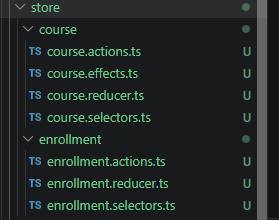 store
course
TS course.actions.ts U
TS course.effects.ts U
TS course.reducer.ts U
TS course.selectors.ts U
enrollment
TS enrollment.actions.ts U
TS enrollment.reducer.ts U
TS enrollment.selectors.ts U